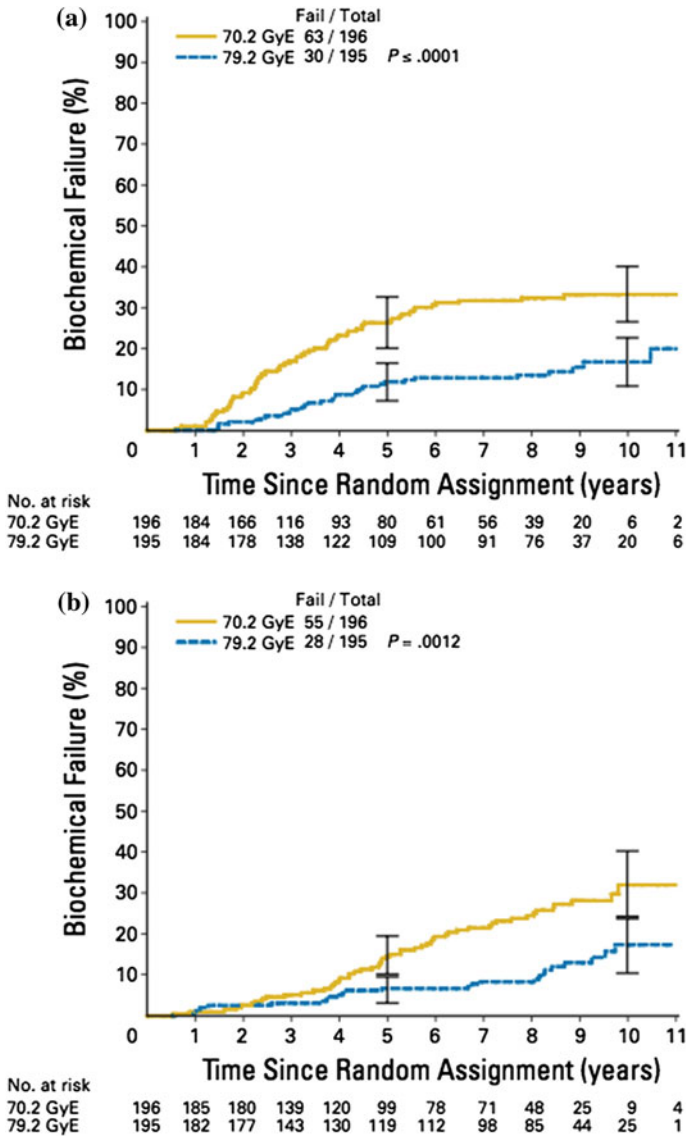 (a)
Fail / Total
70.2 GyE 63 / 196
79.2 GyE 30 / 195 P ≤ .0001
Biochemical Failure (%)
100
90
80
70
60
50
40
30
20
10
0 1 2 3 4 5 6 7 8 9 10 11
Time Since Random Assignment (years)
No. at risk
70.2 GyE 196 184 166 116 93 80 61 56 39 20 6 2
79.2 GyE 195 184 178 138 122 109 100 91 76 37 20 6
(b)
Fail / Total
70.2 GyE 55 / 196
79.2 GyE 28 / 195 P = .0012
Biochemical Failure (%)
100
90
80
70
60
50
40
30
20
10
0 1 2 3 4 5 6 7 8 9 10 11
Time Since Random Assignment (years)
No. at risk
70.2 GyE 196 185 180 139 120 99 78 71 48 25 9 4
79.2 GyE 195 182 177 143 130 119 112 98 85 44 25 1